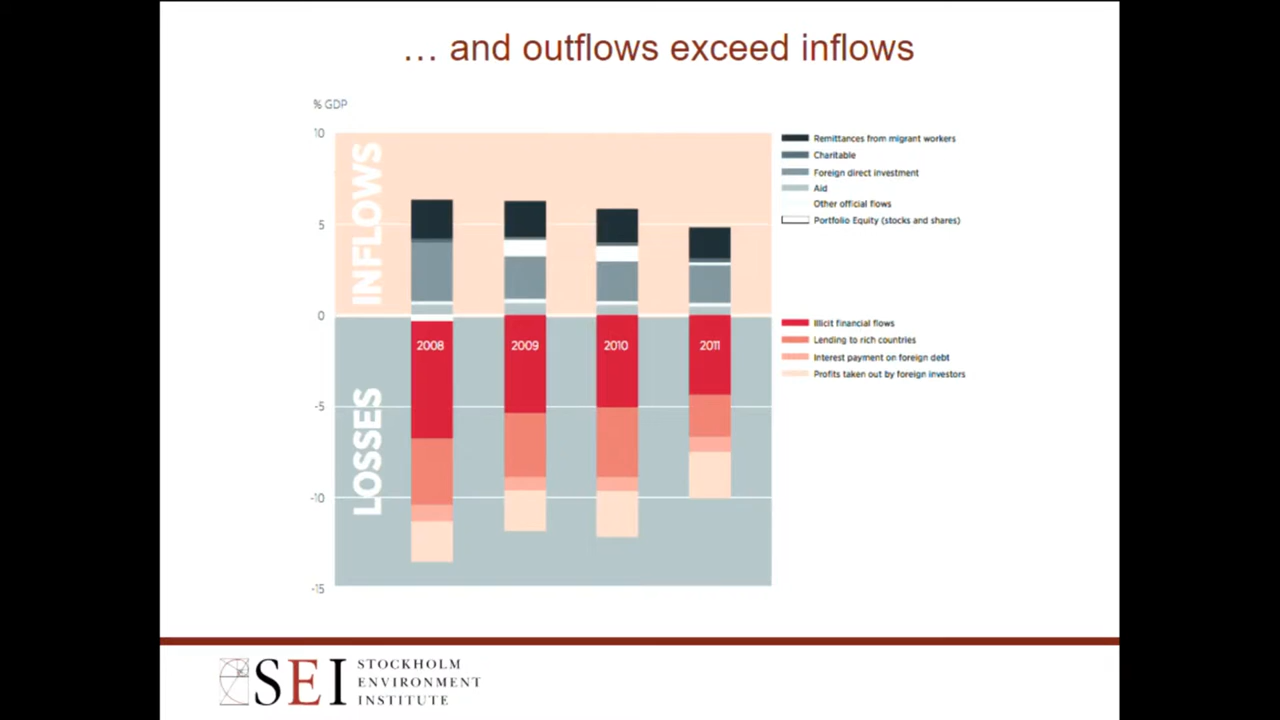 … and outflows exceed inflows
% GDP
10
5
0
-5
-10
-15
INFLOWS
LOSSES
2008
2009
2010
2011
Remittances from migrant workers
Charitable
Foreign direct investment
Aid
Other official flows
Portfolio Equity (stocks and shares)
Illicit financial flows
Lending to rich countries
Interest payment on foreign debt
Profits taken out by foreign investors
SEI
STOCKHOLM
ENVIRONMENT
INSTITUTE